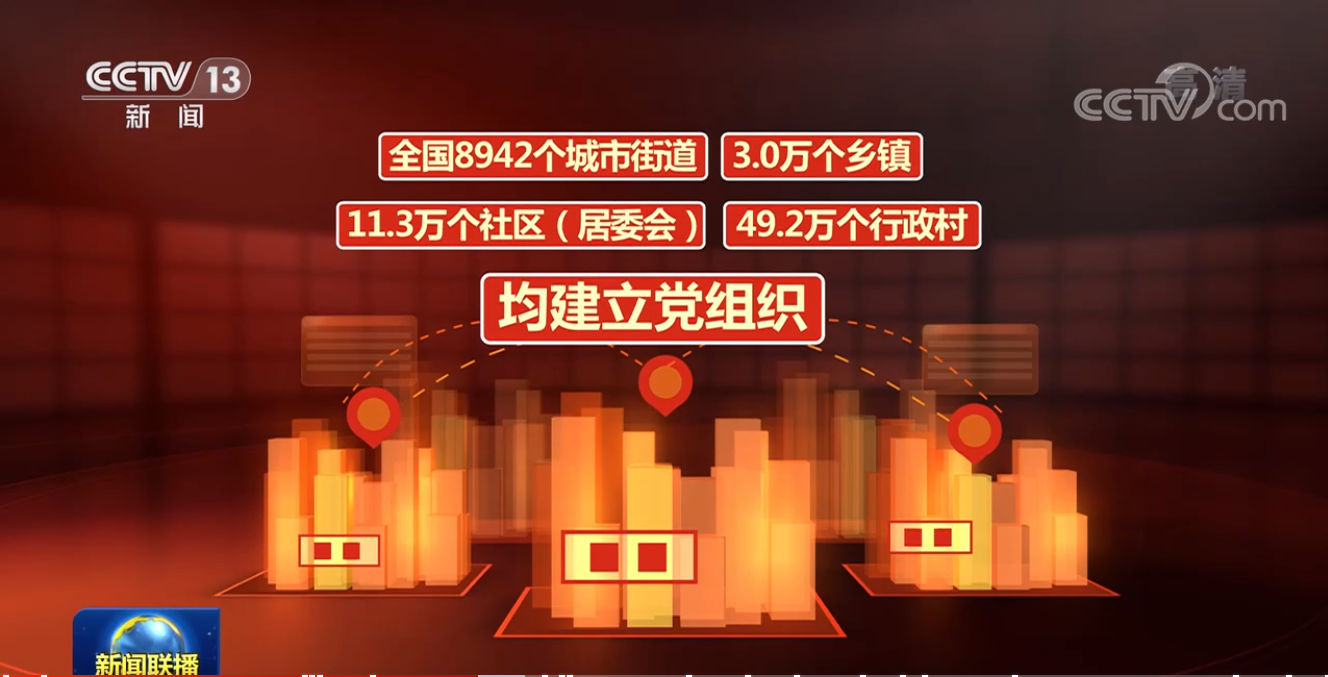 CCTV 13
新闻
高清
CCTV com
全国8942个城市街道 3.0万个乡镇
11.3万个社区（居委会） 49.2万个行政村
均建立党组织
新闻联播